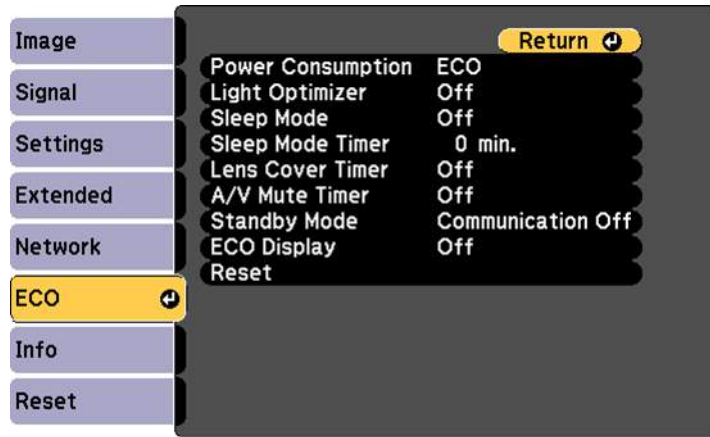 Image
Signal
Settings
Extended
Network
ECO
Info
Reset
Return
Power Consumption ECO
Light Optimizer Off
Sleep Mode Off
Sleep Mode Timer 0 min.
Lens Cover Timer Off
A/V Mute Timer Off
Standby Mode Communication Off
ECO Display Off
Reset